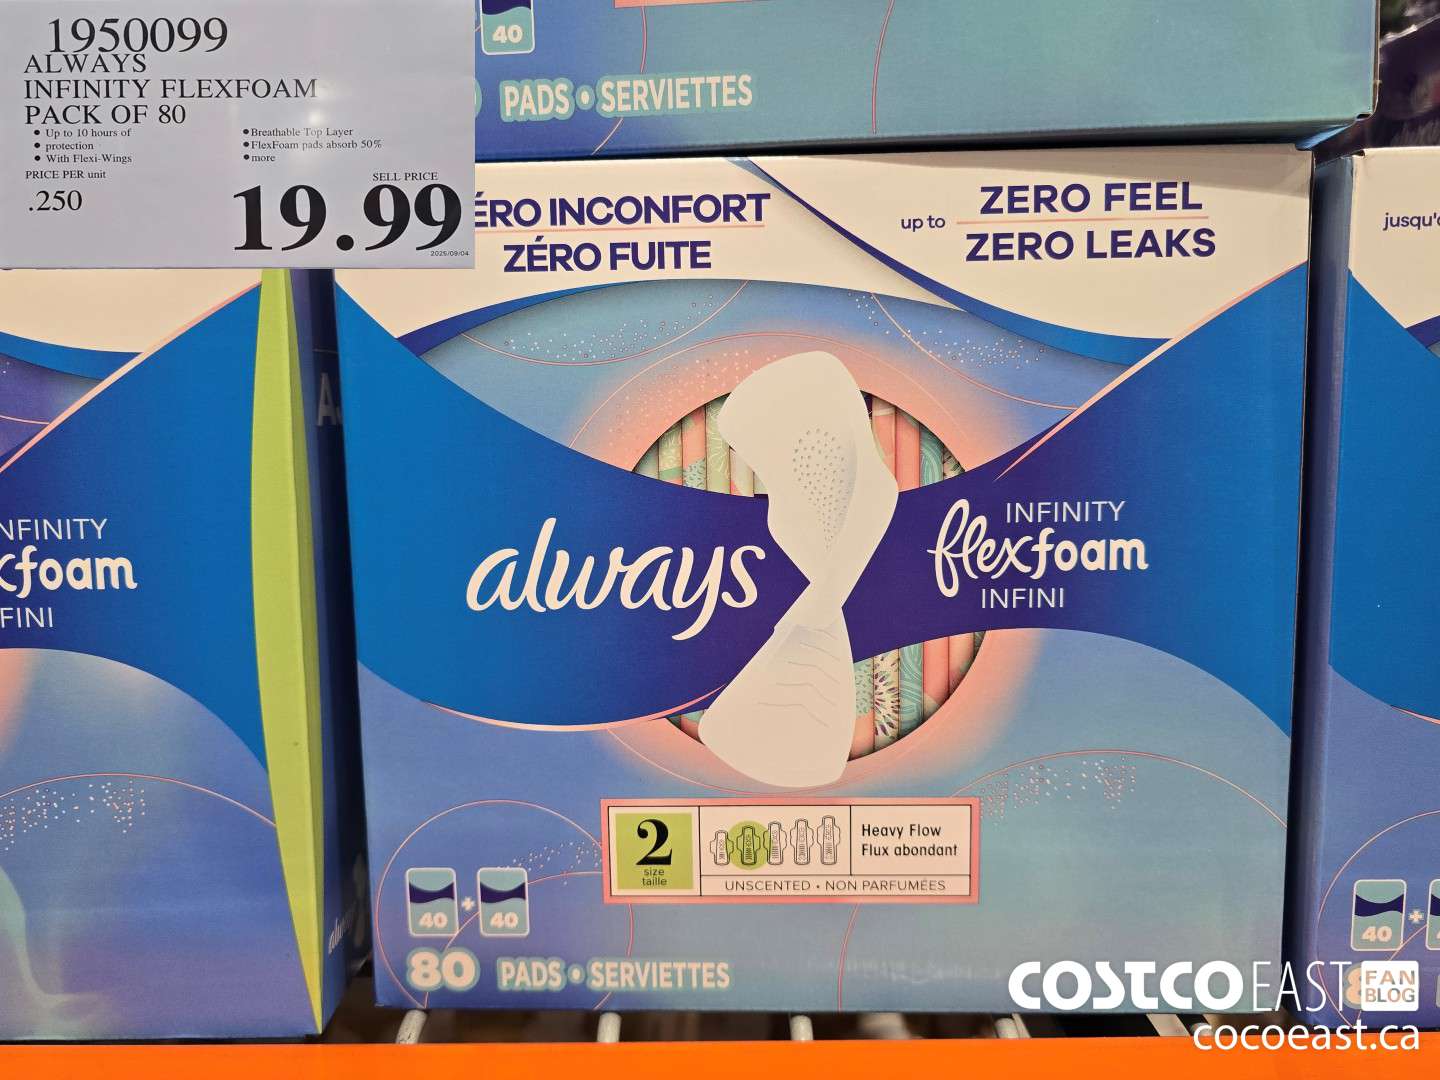 1950099
ALWAYS
INFINITY FLEXFOAM
PACK OF 80
• Up to 10 hours of
• protection
• With Flexi-Wings
• Breathable Top Layer
• FlexFoam pads absorb 50%
• more
PRICE PER unit
.250
SELL PRICE
19.99
2025/09/04
40
PADS • SERVIETTES
ÉRO INCONFORT
ZÉRO FUITE
up to
ZERO FEEL
ZERO LEAKS
jusqu'
always
INFINITY
flexfoam
INFINI
NFINITY
xfoam
FINI
2
size
taille
Heavy Flow
Flux abondant
UNSCENTED • NON PARFUMÉES
40 + 40
80 PADS • SERVIETTES
always
40 +
COSTCO EAST FAN BLOG
cocoeast.ca